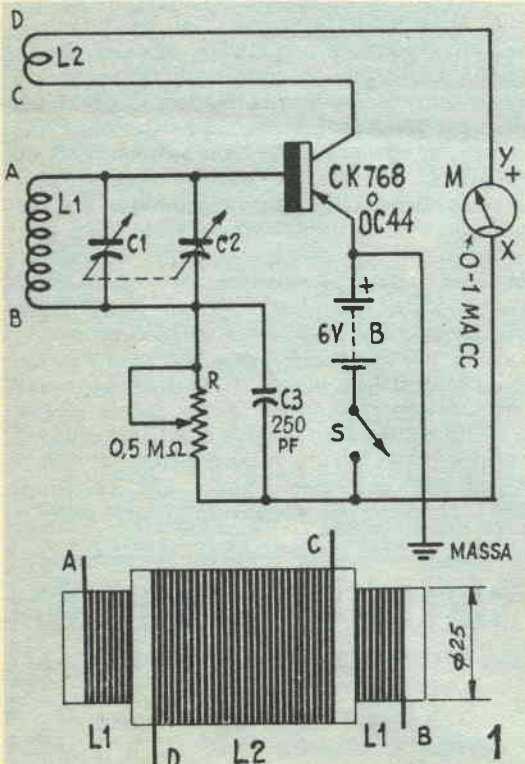 D
L2
C
A
L1
B
C1
C2
CK768
O
OC44
Y+
M
X
0-1 MA CC
+
6V B
S
R
0,5 MΩ
C3
250
PF
MASSA
A
C
L1
D
L2
L1
B
φ25
1